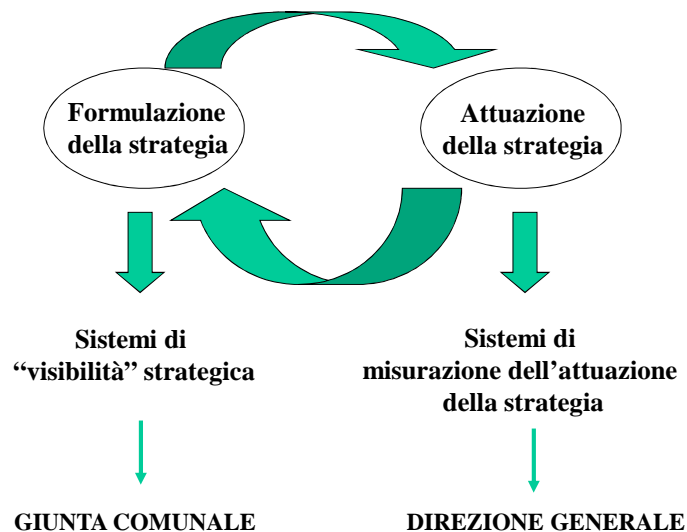 Formulazione
della strategia
Attuazione
della strategia
Sistemi di
“visibilità” strategica
Sistemi di
misurazione dell’attuazione
della strategia
GIUNTA COMUNALE
DIREZIONE GENERALE